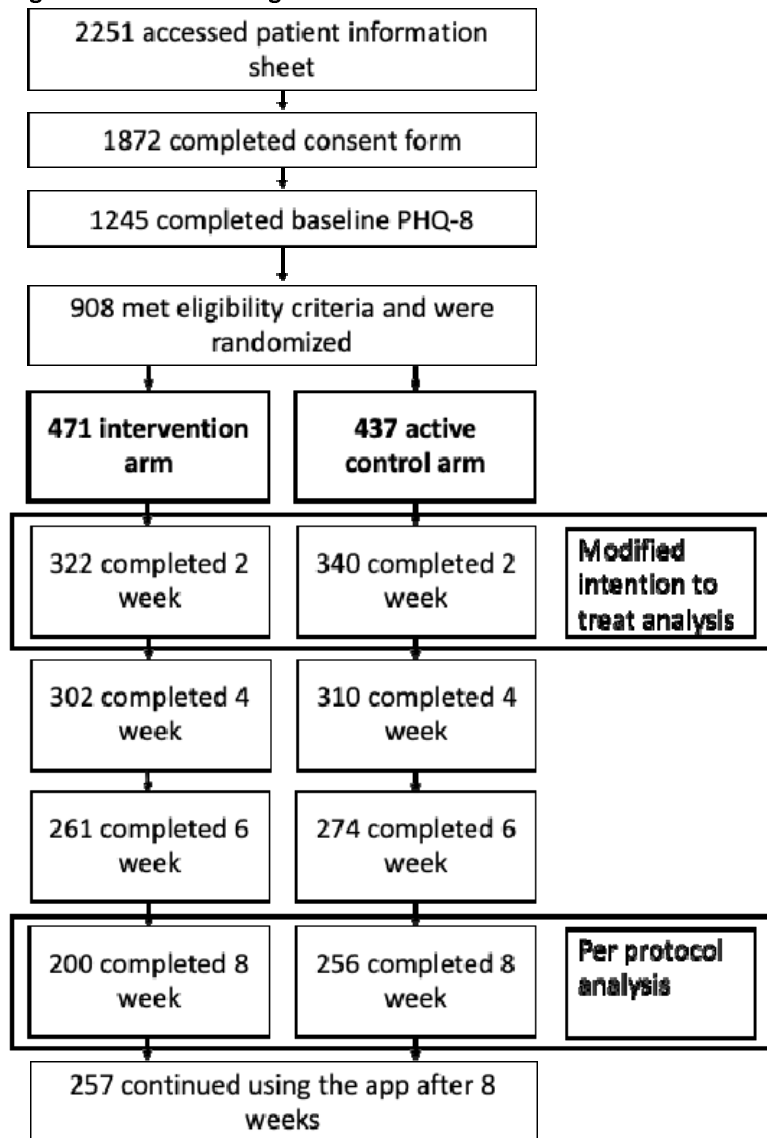 2251 accessed patient information
sheet
1872 completed consent form
1245 completed baseline PHQ-8
908 met eligibility criteria and were
randomized
471 intervention
arm
437 active
control arm
322 completed 2
week
340 completed 2
week
Modified
intention to
treat analysis
302 completed 4
week
310 completed 4
week
261 completed 6
week
274 completed 6
week
200 completed 8
week
256 completed 8
week
Per protocol
analysis
257 continued using the app after 8
weeks